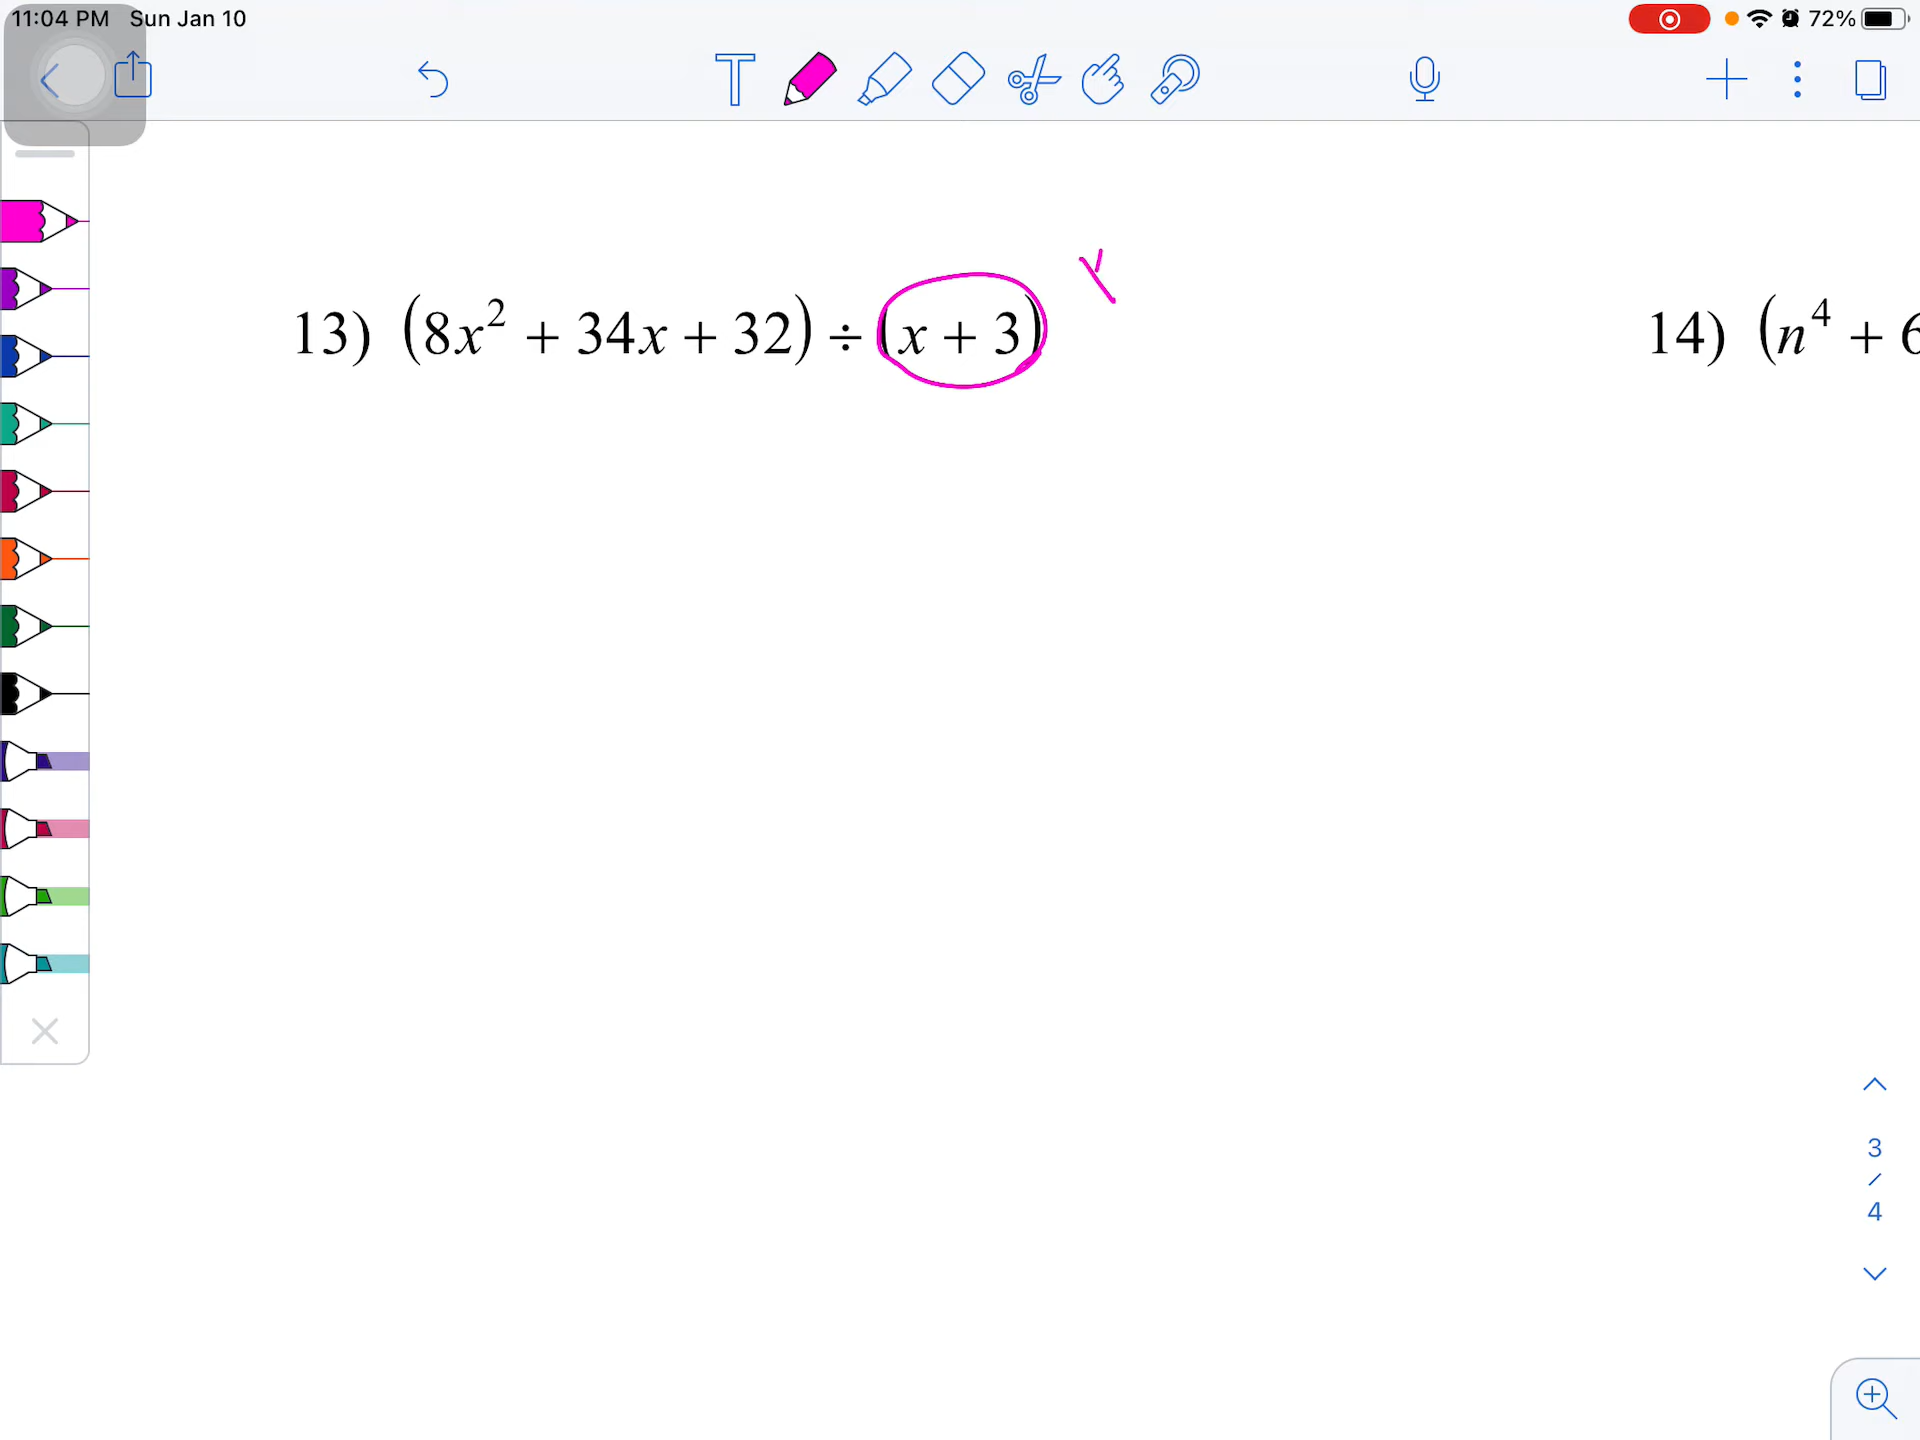 11:04 PM Sun Jan 10 72%
T
13) (8x² + 34x + 32) ÷ (x + 3)
14) (n⁴ + 6
3
/
4